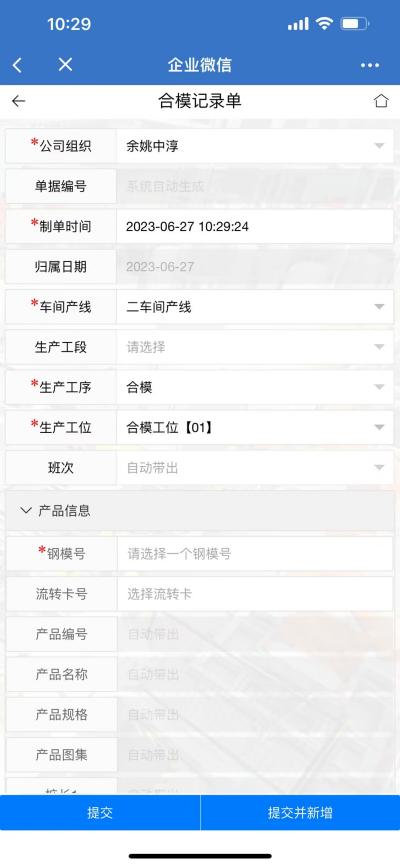 10:29
企业微信
合模记录单
*公司组织 余姚中淳
单据编号 系统自动生成
*制单时间 2023-06-27 10:29:24
归属日期 2023-06-27
*车间产线 二车间产线
生产工段 请选择
*生产工序 合模
*生产工位 合模工位【01】
班次 自动带出
产品信息
*钢模号 请选择一个钢模号
流转卡号 选择流转卡
产品编号 自动带出
产品名称 自动带出
产品规格 自动带出
产品图集 自动带出
提交 提交并新增